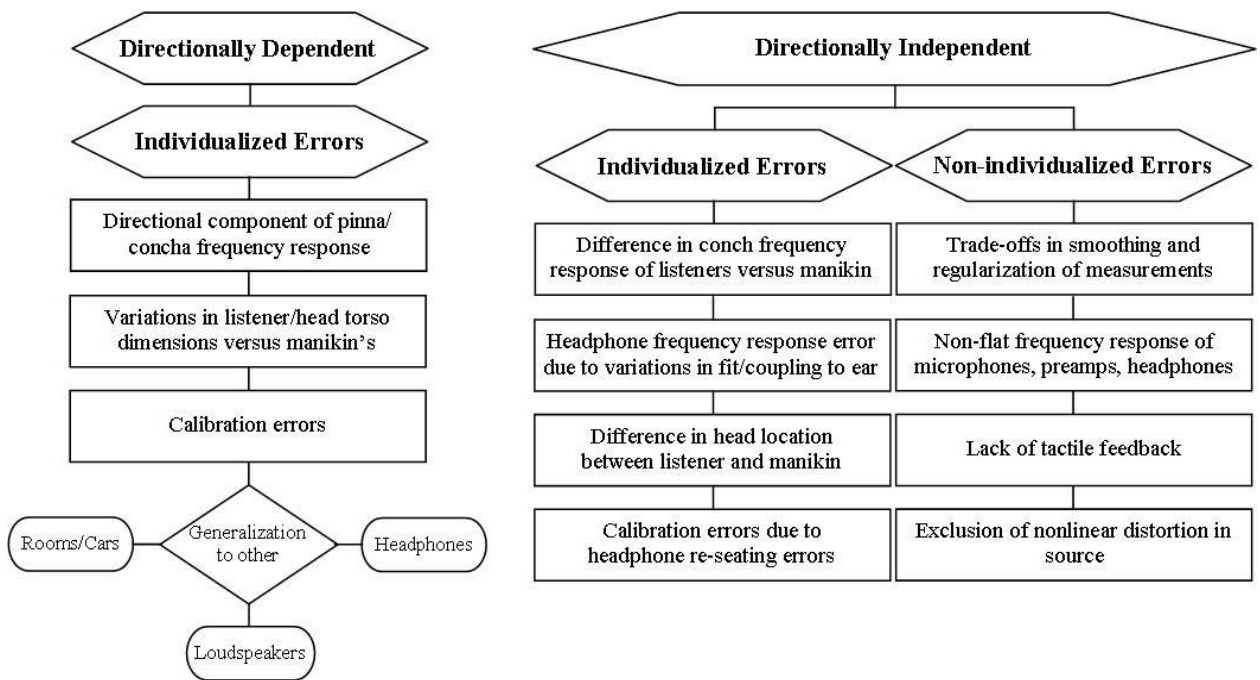 Directionally Dependent
Individualized Errors
Directional component of pinna/
concha frequency response
Variations in listener/head torso
dimensions versus manikin's
Calibration errors
Generalization
to other
Rooms/Cars
Headphones
Loudspeakers
Directionally Independent
Individualized Errors
Difference in conch frequency
response of listeners versus manikin
Headphone frequency response error
due to variations in fit/coupling to ear
Difference in head location
between listener and manikin
Calibration errors due to
headphone re-seating errors
Non-individualized Errors
Trade-offs in smoothing and
regularization of measurements
Non-flat frequency response of
microphones, preamps, headphones
Lack of tactile feedback
Exclusion of nonlinear distortion in
source